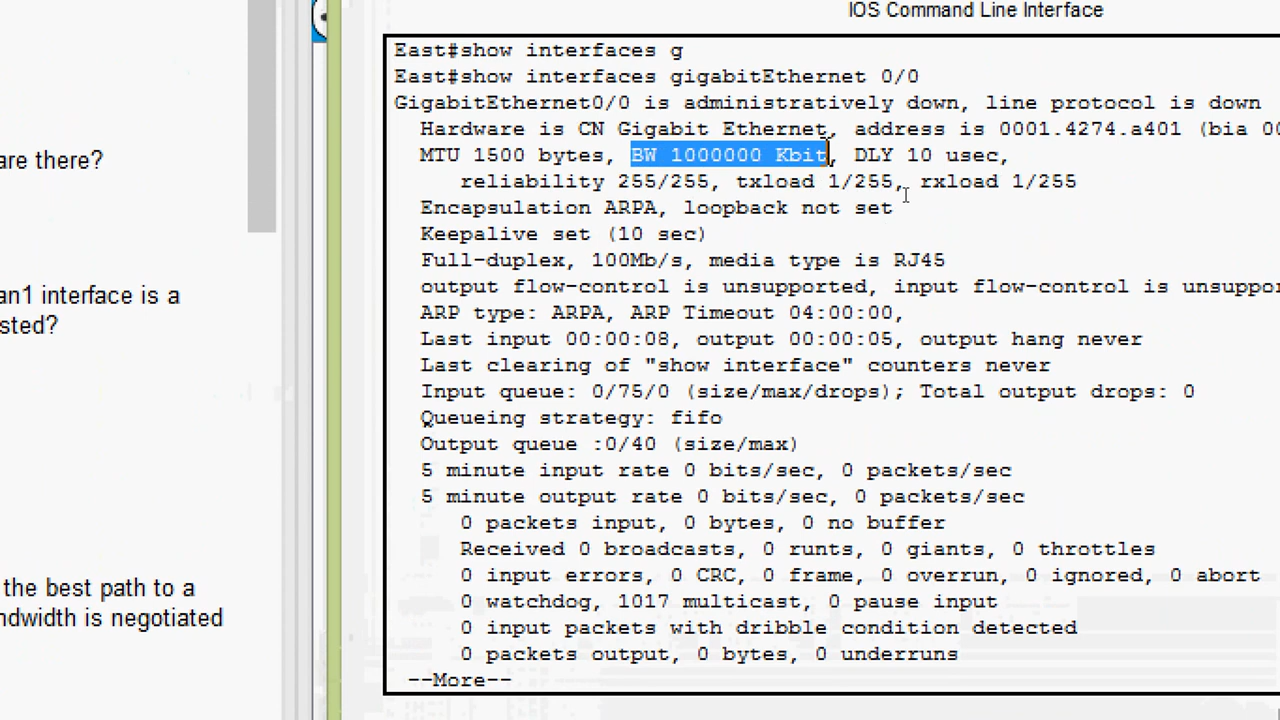 IOS Command Line Interface
East#show interfaces g
East#show interfaces gigabitEthernet 0/0
GigabitEthernet0/0 is administratively down, line protocol is down
Hardware is CN Gigabit Ethernet, address is 0001.4274.a401 (bia 00
MTU 1500 bytes, BW 1000000 Kbit, DLY 10 usec,
reliability 255/255, txload 1/255, rxload 1/255
Encapsulation ARPA, loopback not set
Keepalive set (10 sec)
Full-duplex, 100Mb/s, media type is RJ45
output flow-control is unsupported, input flow-control is unsuppor
ARP type: ARPA, ARP Timeout 04:00:00,
Last input 00:00:08, output 00:00:05, output hang never
Last clearing of "show interface" counters never
Input queue: 0/75/0 (size/max/drops); Total output drops: 0
Queueing strategy: fifo
Output queue :0/40 (size/max)
5 minute input rate 0 bits/sec, 0 packets/sec
5 minute output rate 0 bits/sec, 0 packets/sec
0 packets input, 0 bytes, 0 no buffer
Received 0 broadcasts, 0 runts, 0 giants, 0 throttles
0 input errors, 0 CRC, 0 frame, 0 overrun, 0 ignored, 0 abort
0 watchdog, 1017 multicast, 0 pause input
0 input packets with dribble condition detected
0 packets output, 0 bytes, 0 underruns
--More--
are there?
an1 interface is a
sted?
the best path to a
ndwidth is negotiated